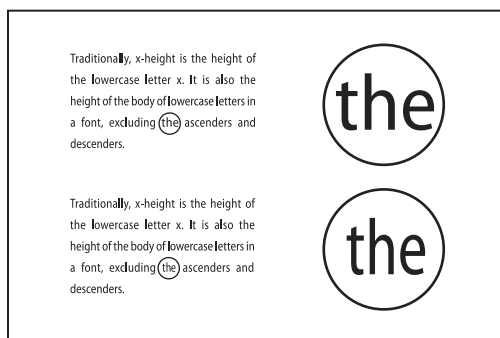 Traditionally, x-height is the height of
the lowercase letter x. It is also the
height of the body of lowercase letters in
a font, excluding the ascenders and
descenders.
the
Traditionally, x-height is the height of
the lowercase letter x. It is also the
height of the body of lowercase letters in
a font, excluding the ascenders and
descenders.
the